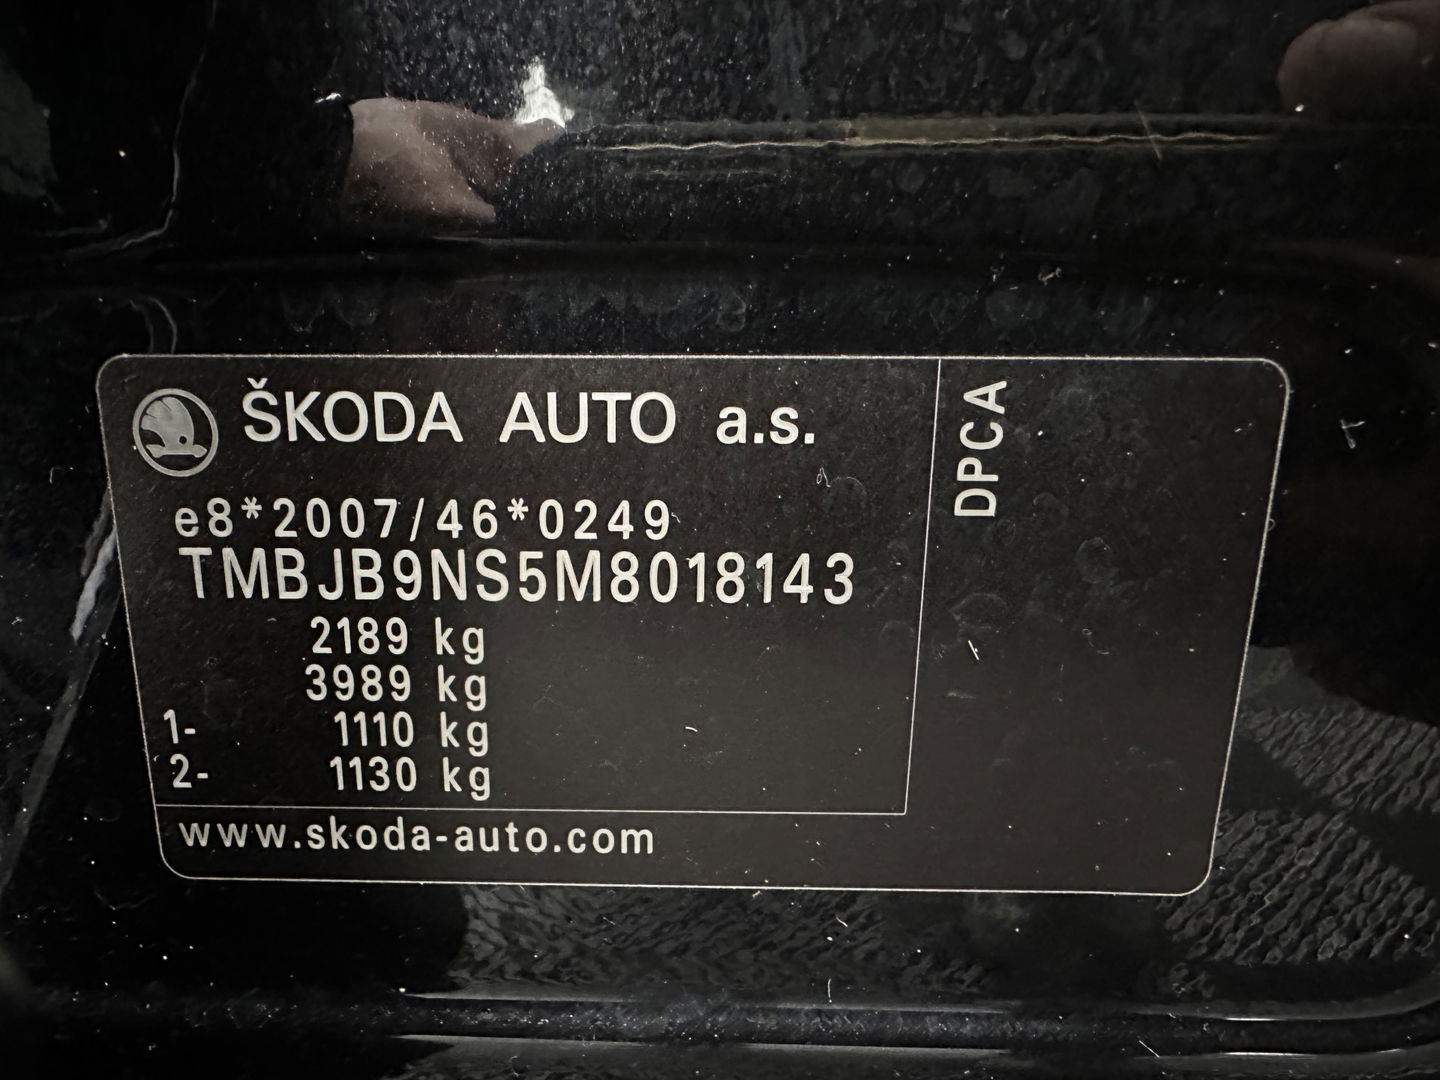 ŠKODA AUTO a.s.
e8*2007/46*0249
TMBJB9NS5M8018143
2189 kg
3989 kg
1- 1110 kg
2- 1130 kg
www.skoda-auto.com
DPCA